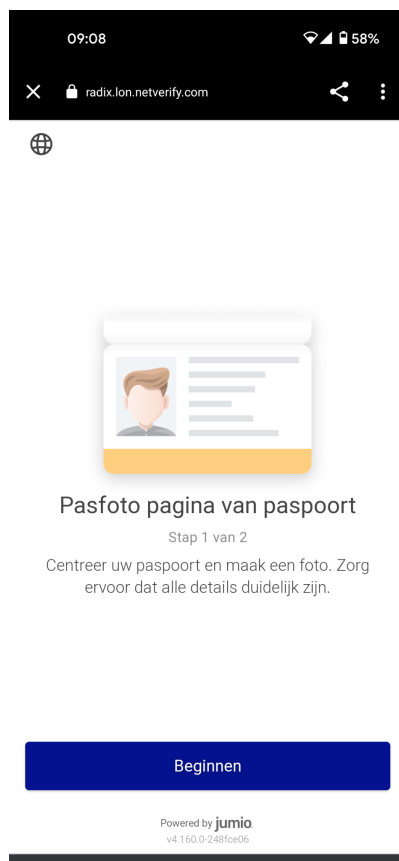 09:08
58%
radix.lon.netverify.com
Pasfoto pagina van paspoort
Stap 1 van 2
Centreer uw paspoort en maak een foto. Zorg
ervoor dat alle details duidelijk zijn.
Beginnen
Powered by jumio.
v4.160.0-248fce06